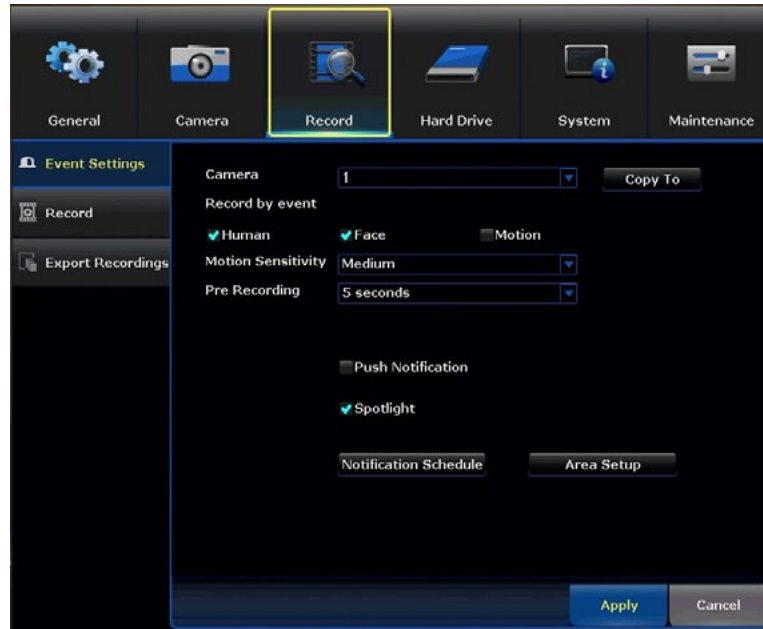 General Camera Record Hard Drive System Maintenance
Event Settings
Record
Export Recordings
Camera 1 Copy To
Record by event
Human Face Motion
Motion Sensitivity Medium
Pre Recording 5 seconds
Push Notification
Spotlight
Notification Schedule Area Setup
Apply Cancel